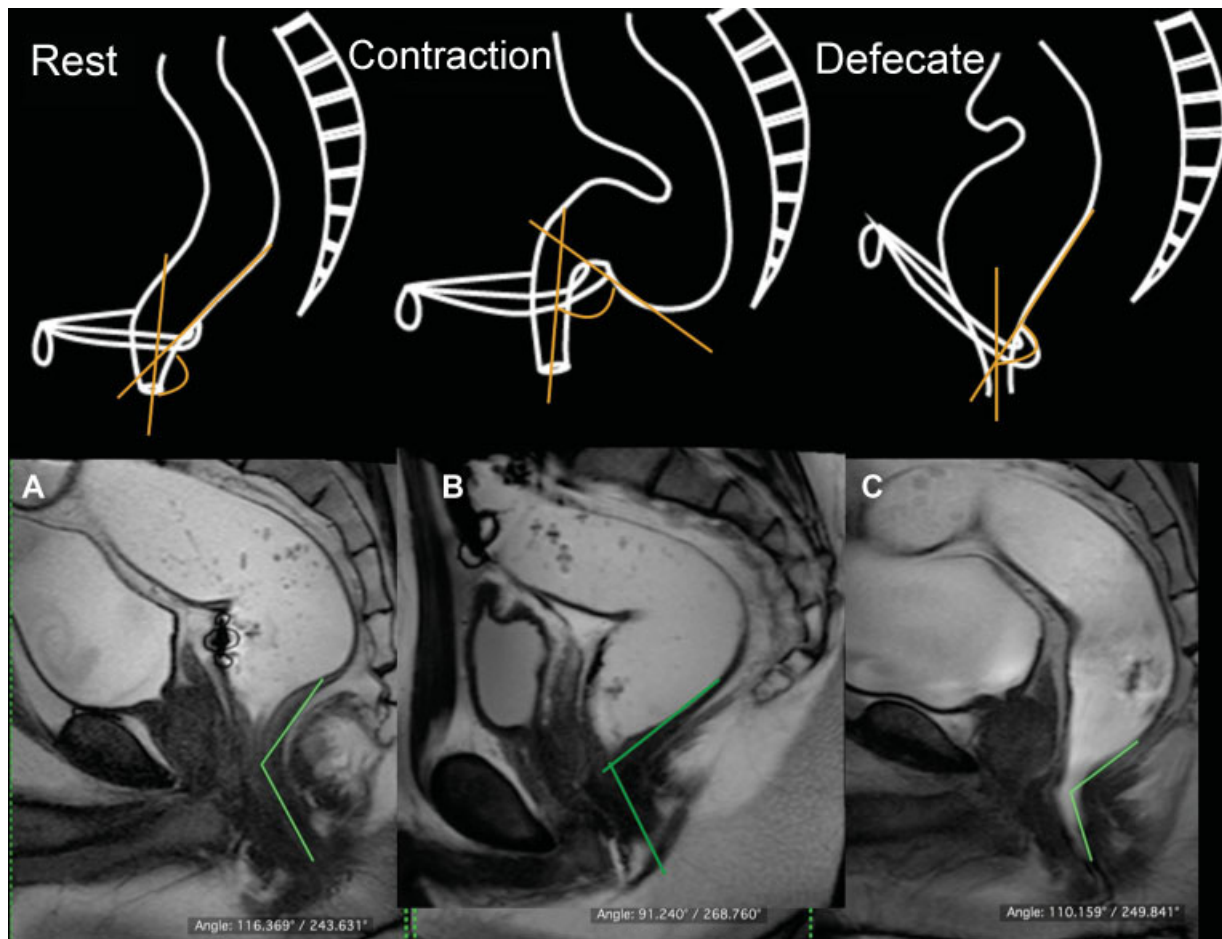 Rest
Contraction
Defecate
A
B
C
Angle: 116.369° / 243.631°
Angle: 91.240° / 268.760°
Angle: 110.159° / 249.841°